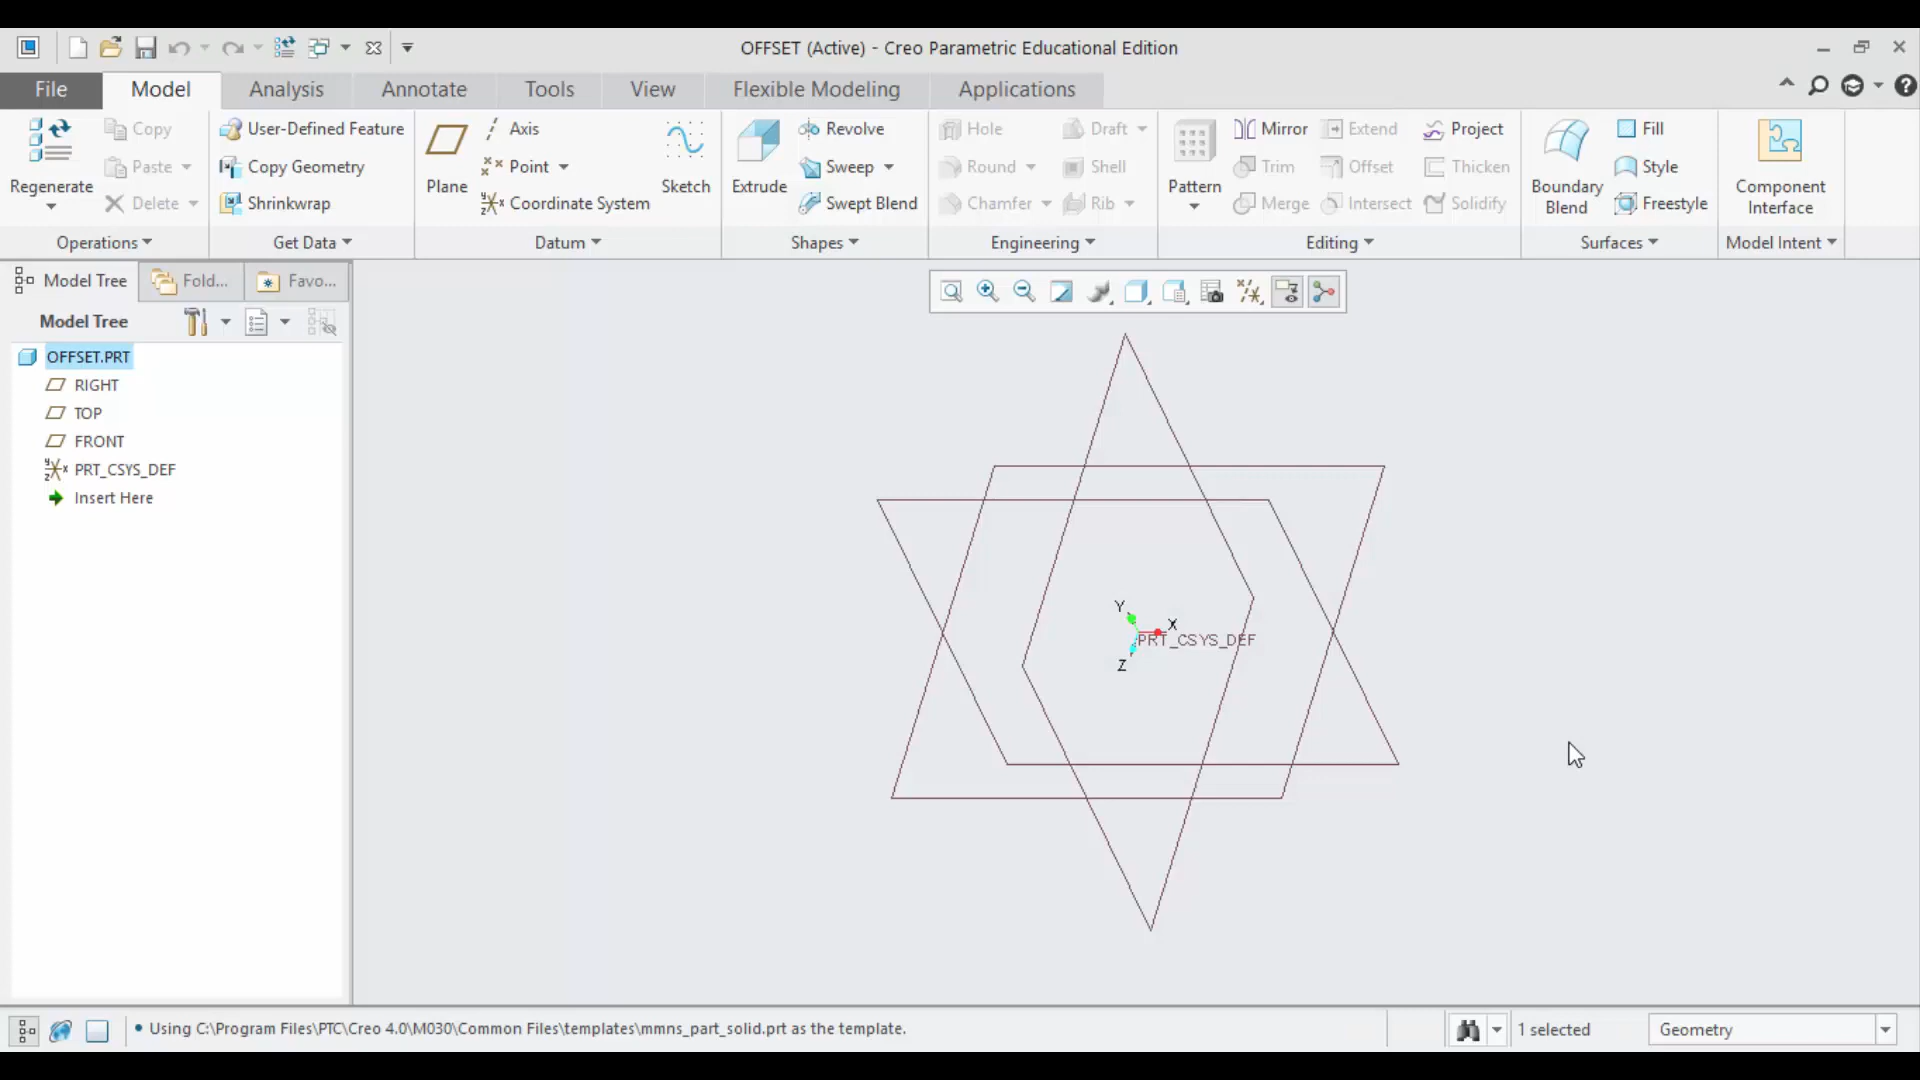 OFFSET (Active) - Creo Parametric Educational Edition
File Model Analysis Annotate Tools View Flexible Modeling Applications
Regenerate
Copy
Paste
Delete
Operations
User-Defined Feature
Copy Geometry
Shrinkwrap
Get Data
Plane
Axis
Point
Coordinate System
Sketch
Datum
Extrude
Revolve
Sweep
Swept Blend
Shapes
Hole
Round
Chamfer
Draft
Shell
Rib
Engineering
Pattern
Mirror
Trim
Merge
Extend
Offset
Intersect
Project
Thicken
Solidify
Editing
Boundary
Blend
Fill
Style
Freestyle
Surfaces
Component
Interface
Model Intent
Model Tree Fold... Favo...
Model Tree
OFFSET.PRT
RIGHT
TOP
FRONT
PRT_CSYS_DEF
Insert Here
Y
X
PRT_CSYS_DEF
Z
• Using C:\Program Files\PTC\Creo 4.0\M030\Common Files\templates\mmns_part_solid.prt as the template.
1 selected
Geometry